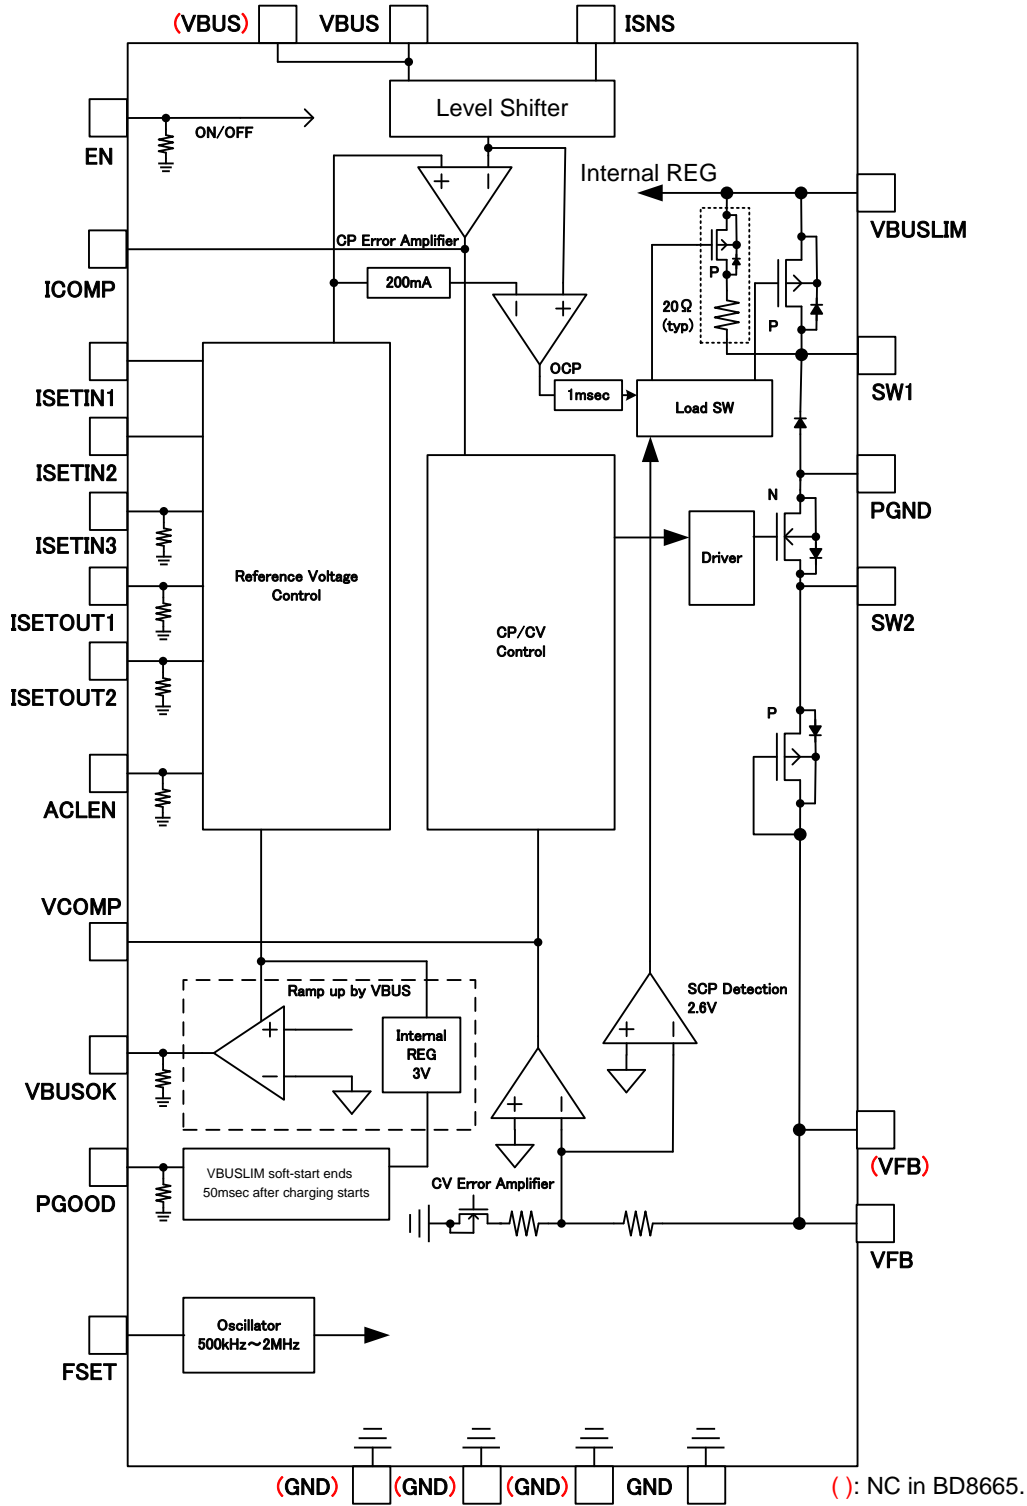 (VBUS) VBUS ISNS
Level Shifter
EN
ON/OFF
Internal REG
VBUSLIM
+ −
CP Error Amplifier
ICOMP
200mA
− +
OCP
1msec
Load SW
P
20Ω
(typ)
P
SW1
ISETIN1
ISETIN2
ISETIN3
ISETOUT1
ISETOUT2
ACLEN
Reference Voltage
Control
CP/CV
Control
Driver
N
PGND
SW2
P
VCOMP
Ramp up by VBUS
+
−
Internal
REG
3V
VBUSOK
SCP Detection
2.6V
+ −
+ −
PGOOD
VBUSLIM soft-start ends
50msec after charging starts
CV Error Amplifier
(VFB)
VFB
FSET
Oscillator
500kHz～2MHz
(GND) (GND) (GND) GND
( ): NC in BD8665.